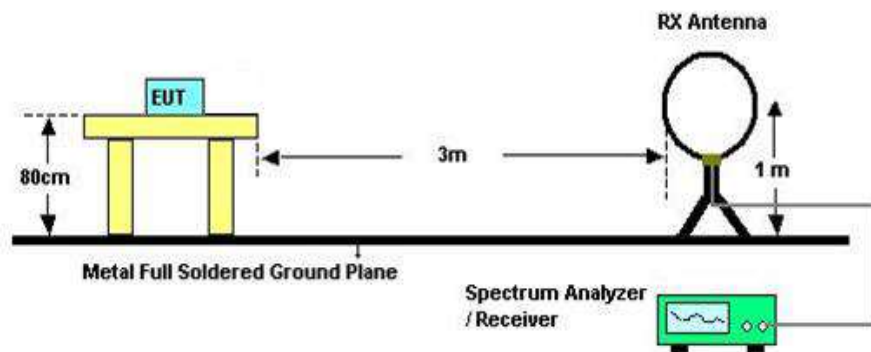 RX Antenna
EUT
80cm
3m
1 m
Metal Full Soldered Ground Plane
Spectrum Analyzer
/ Receiver